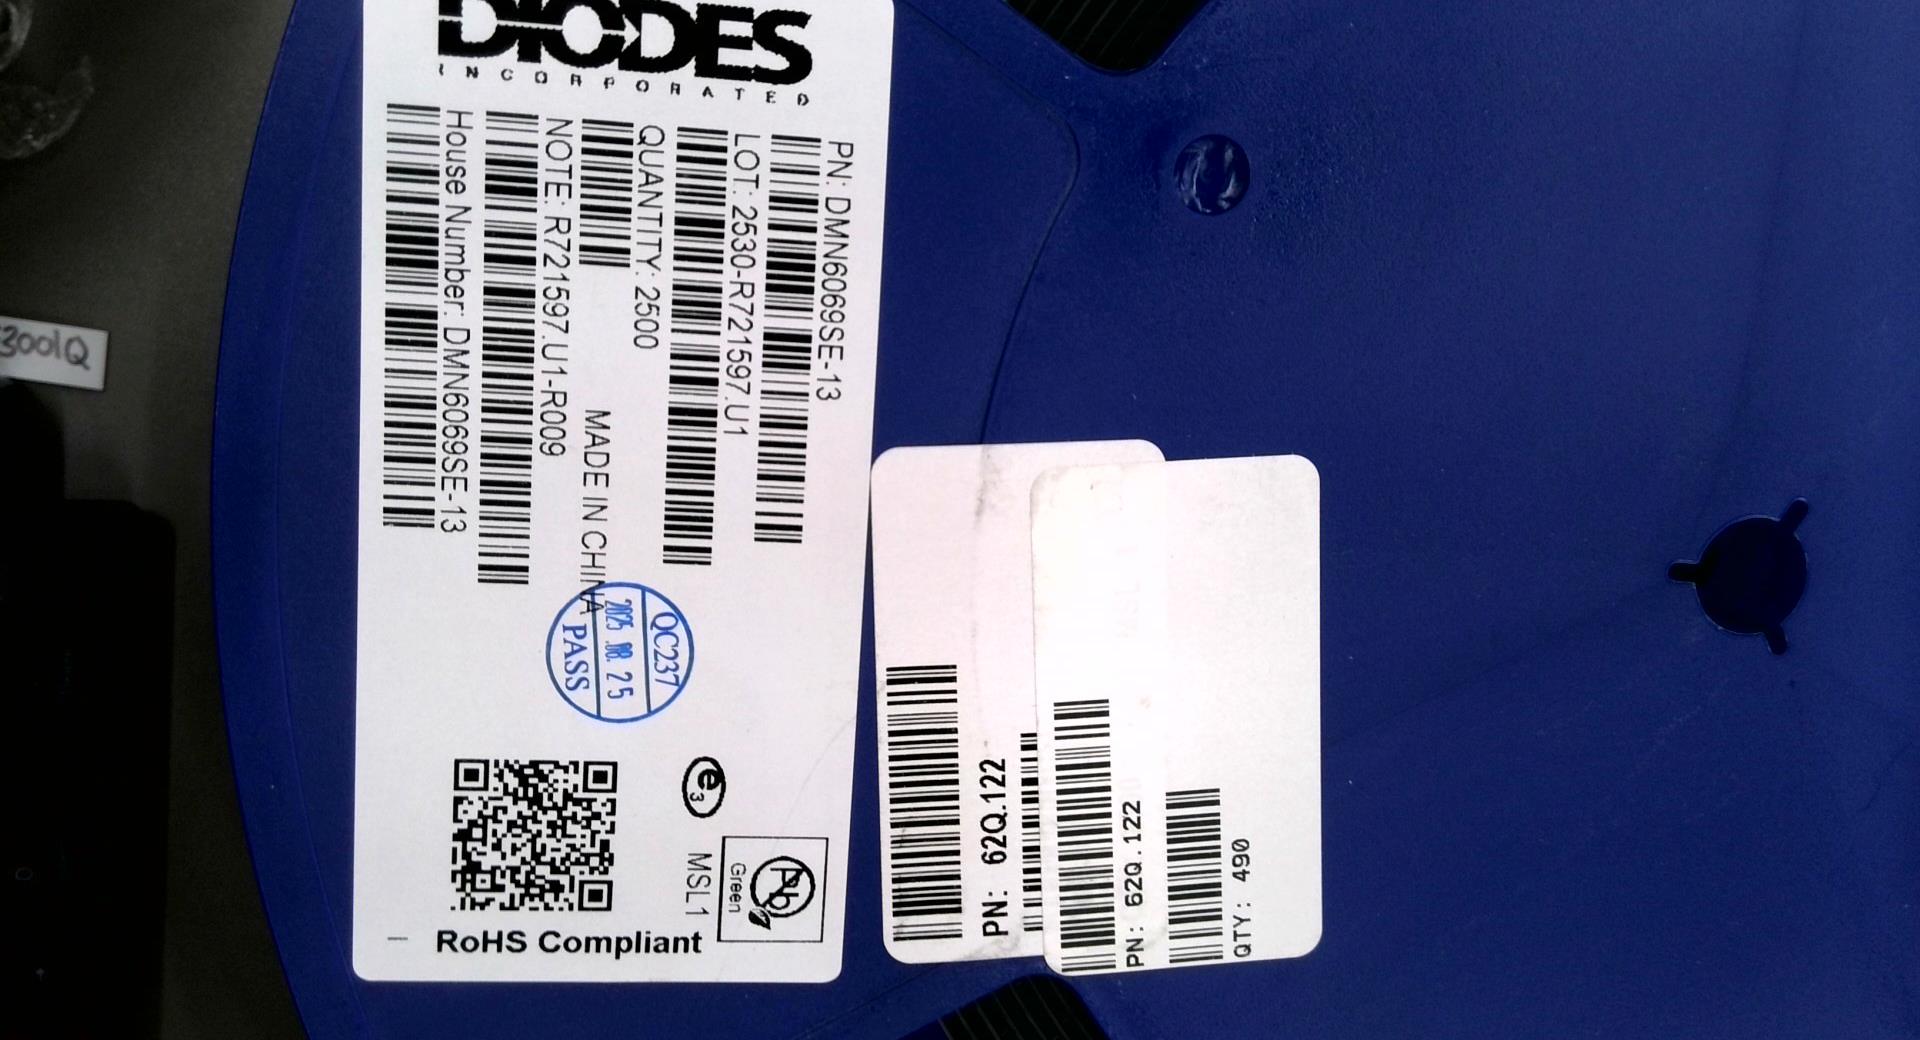 DIODES
INCORPORATED
PN: DMN6069SE-13
LOT: 2530-R721597.U1
QUANTITY: 2500
MADE IN CHINA
NOTE: R721597.U1-R009
House Number: DMN6069SE-13
QC237
2025.08.25
PASS
e3
MSL1
Pb
Green
RoHS Compliant
PN: 62Q.122
PN: 62Q.122
QTY: 490
3001Q